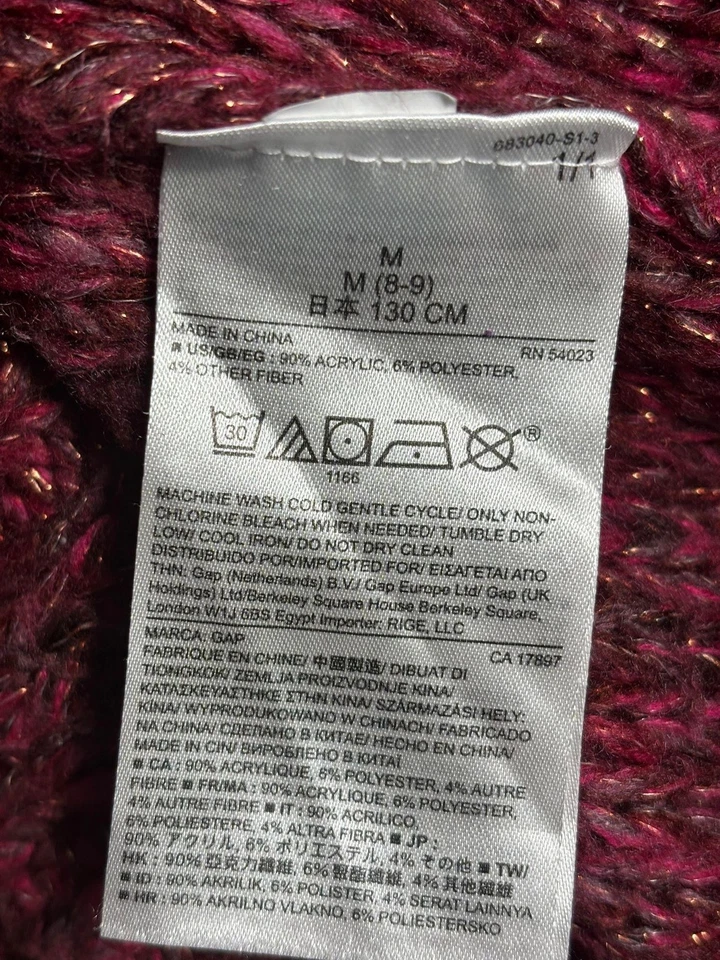 683040-S1-3
1/1
M
M (8-9)
日本 130 CM
MADE IN CHINA
RN 54023
■ US/GB/EG : 90% ACRYLIC, 6% POLYESTER,
4% OTHER FIBER
30
®
1166
MACHINE WASH COLD GENTLE CYCLE/ ONLY NON-
CHLORINE BLEACH WHEN NEEDED/ TUMBLE DRY
LOW/ COOL IRON/ DO NOT DRY CLEAN
DISTRIBUIDO POR/IMPORTED FOR/ ΕΙΣΑΓΕΤΑΙ ΑΠΟ
THN. Gap (Netherlands) B.V./ Gap Europe Ltd/ Gap (UK
Holdings) Ltd/Berkeley Square House Berkeley Square,
London W1J 6BS Egypt Importer: RIGE, LLC
MARCA: GAP
CA 17897
FABRIQUE EN CHINE/ 中國製造/ DIBUAT DI
TIONGKOK/ ZEMLJA PROIZVODNJE KINA/
ΚΑΤΑΣΚΕΥΑΣΤΗΚΕ ΣΤΗΝ ΚΙΝΑ/ SZÁRMAZÁSI HELY:
KÍNA/ WYPRODUKOWANO W CHINACH/ FABRICADO
NA CHINA/ СДЕЛАНО В КИТАЕ/ HECHO EN CHINA/
MADE IN CIN/ ВИРОБЛЕНО В КИТАЇ
■ CA : 90% ACRYLIQUE, 6% POLYESTER, 4% AUTRE
FIBRE ■ FR/MA : 90% ACRYLIQUE, 6% POLYESTER,
4% AUTRE FIBRE ■ IT : 90% ACRILICO,
6% POLIESTERE, 4% ALTRA FIBRA ■ JP :
90% アクリル, 6% ポリエステル, 4% その他 ■ TW/
HK : 90% 亞克力纖維, 6% 聚酯纖維, 4% 其他纖維
■ ID : 90% AKRILIK, 6% POLISTER, 4% SERAT LAINNYA
■ HR : 90% AKRILNO VLAKNO, 6% POLIESTERSKO